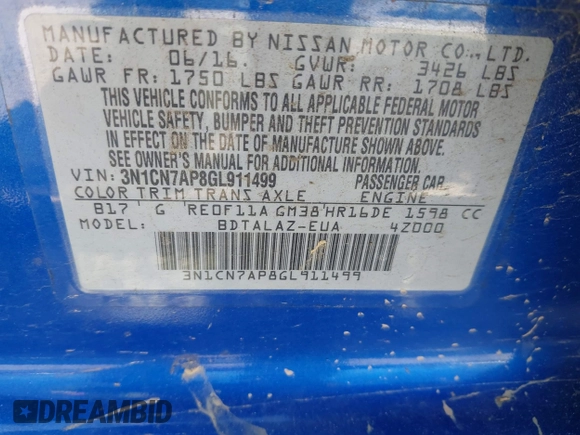 MANUFACTURED BY NISSAN MOTOR CO., LTD.
DATE: 06/16. GVWR: 3426 LBS
GAWR FR: 1750 LBS GAWR RR: 1708 LBS
THIS VEHICLE CONFORMS TO ALL APPLICABLE FEDERAL MOTOR
VEHICLE SAFETY, BUMPER AND THEFT PREVENTION STANDARDS
IN EFFECT ON THE DATE OF MANUFACTURE SHOWN ABOVE.
SEE OWNER'S MANUAL FOR ADDITIONAL INFORMATION.
VIN: 3N1CN7AP8GL911499 PASSENGER CAR
COLOR TRIM TRANS AXLE ENGINE
B17 ' G 'RE0F11A GM38'HR16DE 1598 CC
MODEL: BDTALAZ-EUA 4Z000
3N1CN7AP8GL911499
DREAMBID